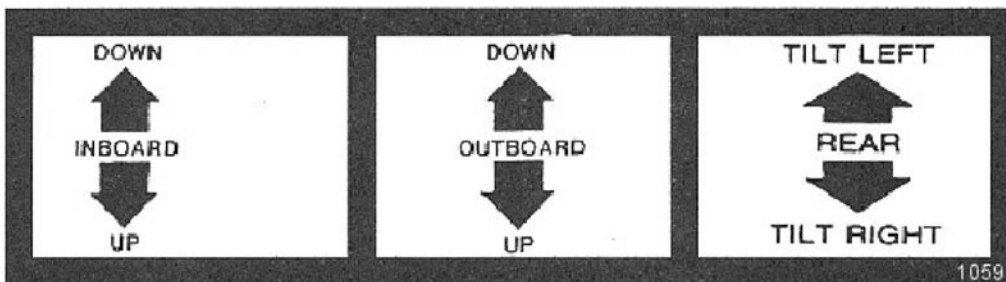 DOWN
INBOARD
UP
DOWN
OUTBOARD
UP
TILT LEFT
REAR
TILT RIGHT
1059